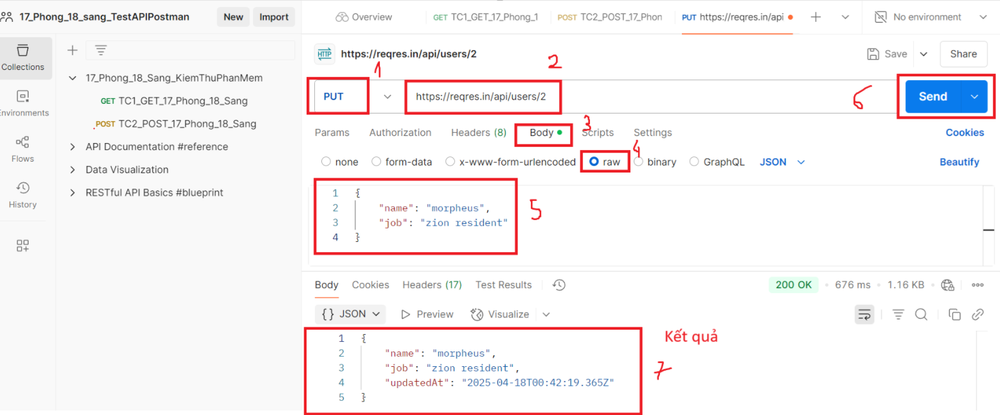 17_Phong_18_sang_TestAPIPostman New Import
Overview GET TC1_GET_17_Phong_1 POST TC2_POST_17_Phon PUT https://reqres.in/api No environment
Collections
Environments
Flows
History
17_Phong_18_Sang_KiemThuPhanMem
GET TC1_GET_17_Phong_18_Sang
POST TC2_POST_17_Phong_18_Sang
API Documentation #reference
Data Visualization
RESTful API Basics #blueprint
HTTP https://reqres.in/api/users/2 Save Share
1 2
PUT https://reqres.in/api/users/2 6 Send
Params Authorization Headers (8) Body 3 Scripts Settings Cookies
4
none form-data x-www-form-urlencoded raw binary GraphQL JSON Beautify
1 {
2 "name": "morpheus",
3 "job": "zion resident"
4 }
5
Body Cookies Headers (17) Test Results 200 OK 676 ms 1.16 KB
{} JSON Preview Visualize
1 {
2 "name": "morpheus",
3 "job": "zion resident",
4 "updatedAt": "2025-04-18T00:42:19.365Z"
5 }
Kết quả
7